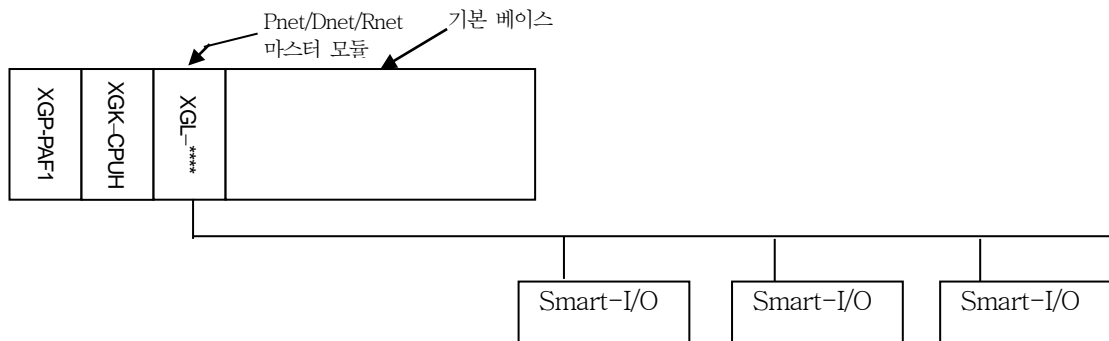 Pnet/Dnet/Rnet
마스터 모듈
기본 베이스
XGP-PAF1
XGK-CPUH
XGL-****
Smart-I/O
Smart-I/O
Smart-I/O